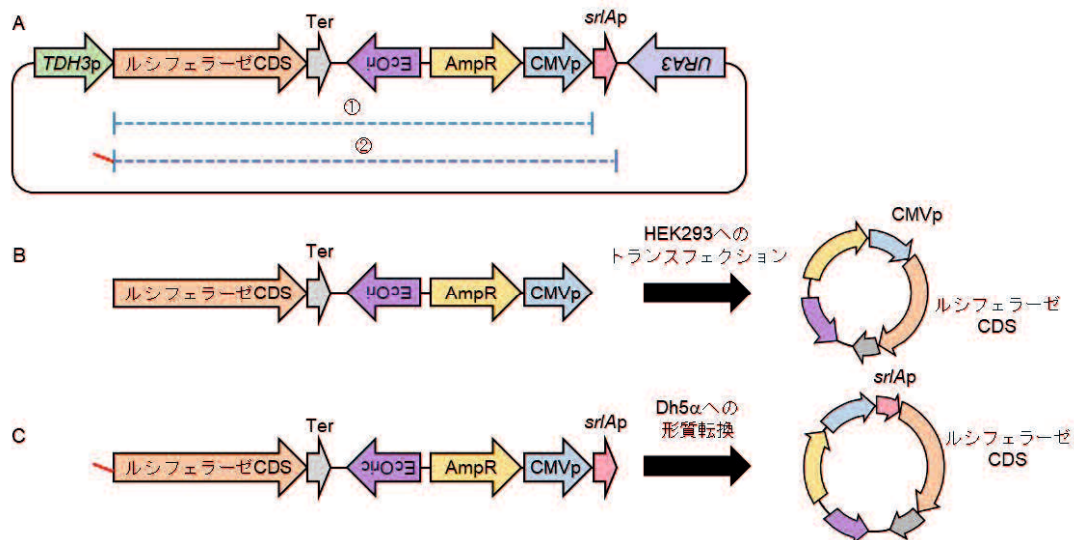 A
Ter
srlAp
TDH3p
ルシフェラーゼCDS
EcOri
AmpR
CMVp
URA3
①
②
B
Ter
ルシフェラーゼCDS
EcOri
AmpR
CMVp
HEK293への
トランスフェクション
CMVp
ルシフェラーゼ
CDS
C
Ter
srlAp
ルシフェラーゼCDS
EcOric
AmpR
CMVp
Dh5αへの
形質転換
srlAp
ルシフェラーゼ
CDS